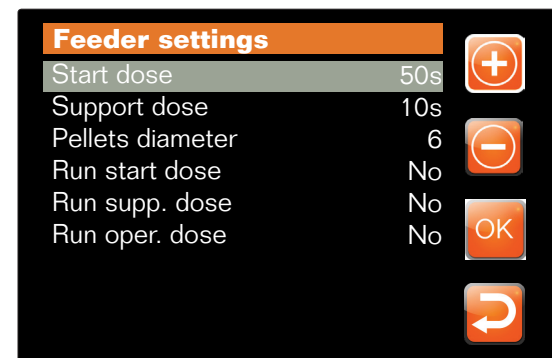 Feeder settings
Start dose 50s
Support dose 10s
Pellets diameter 6
Run start dose No
Run supp. dose No
Run oper. dose No
OK